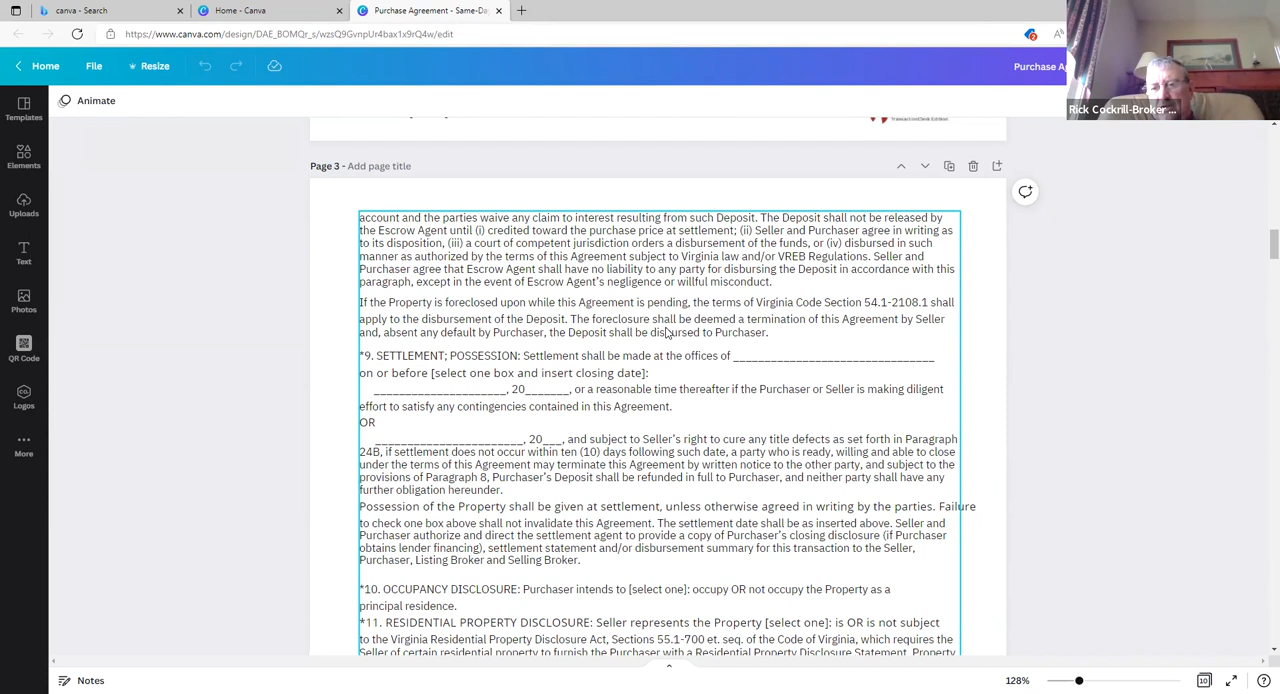 canva - Search
Home - Canva
Purchase Agreement - Same-Da
https://www.canva.com/design/DAE_BOMQr_s/wzsQ9GvnpUr4bax1x9rQ4w/edit
Home
File
Resize
Purchase Ag
Rick Cockrill-Broker ...
Templates
Elements
Uploads
Text
Photos
QR Code
Logos
More
Animate
TransactionDesk Edition
Page 3 - Add page title
account and the parties waive any claim to interest resulting from such Deposit. The Deposit shall not be released by
the Escrow Agent until (i) credited toward the purchase price at settlement; (ii) Seller and Purchaser agree in writing as
to its disposition, (iii) a court of competent jurisdiction orders a disbursement of the funds, or (iv) disbursed in such
manner as authorized by the terms of this Agreement subject to Virginia law and/or VREB Regulations. Seller and
Purchaser agree that Escrow Agent shall have no liability to any party for disbursing the Deposit in accordance with this
paragraph, except in the event of Escrow Agent's negligence or willful misconduct.
If the Property is foreclosed upon while this Agreement is pending, the terms of Virginia Code Section 54.1-2108.1 shall
apply to the disbursement of the Deposit. The foreclosure shall be deemed a termination of this Agreement by Seller
and, absent any default by Purchaser, the Deposit shall be disbursed to Purchaser.
*9. SETTLEMENT; POSSESSION: Settlement shall be made at the offices of ________________________________
on or before [select one box and insert closing date]:
_____________________, 20_______, or a reasonable time thereafter if the Purchaser or Seller is making diligent
effort to satisfy any contingencies contained in this Agreement.
OR
________________________, 20___, and subject to Seller's right to cure any title defects as set forth in Paragraph
24B, if settlement does not occur within ten (10) days following such date, a party who is ready, willing and able to close
under the terms of this Agreement may terminate this Agreement by written notice to the other party, and subject to the
provisions of Paragraph 8, Purchaser's Deposit shall be refunded in full to Purchaser, and neither party shall have any
further obligation hereunder.
Possession of the Property shall be given at settlement, unless otherwise agreed in writing by the parties. Failure
to check one box above shall not invalidate this Agreement. The settlement date shall be as inserted above. Seller and
Purchaser authorize and direct the settlement agent to provide a copy of Purchaser's closing disclosure (if Purchaser
obtains lender financing), settlement statement and/or disbursement summary for this transaction to the Seller,
Purchaser, Listing Broker and Selling Broker.
*10. OCCUPANCY DISCLOSURE: Purchaser intends to [select one]: occupy OR not occupy the Property as a
principal residence.
*11. RESIDENTIAL PROPERTY DISCLOSURE: Seller represents the Property [select one]: is OR is not subject
to the Virginia Residential Property Disclosure Act, Sections 55.1-700 et. seq. of the Code of Virginia, which requires the
Seller of certain residential property to furnish the Purchaser with a Residential Property Disclosure Statement. Property
Notes
128%
10